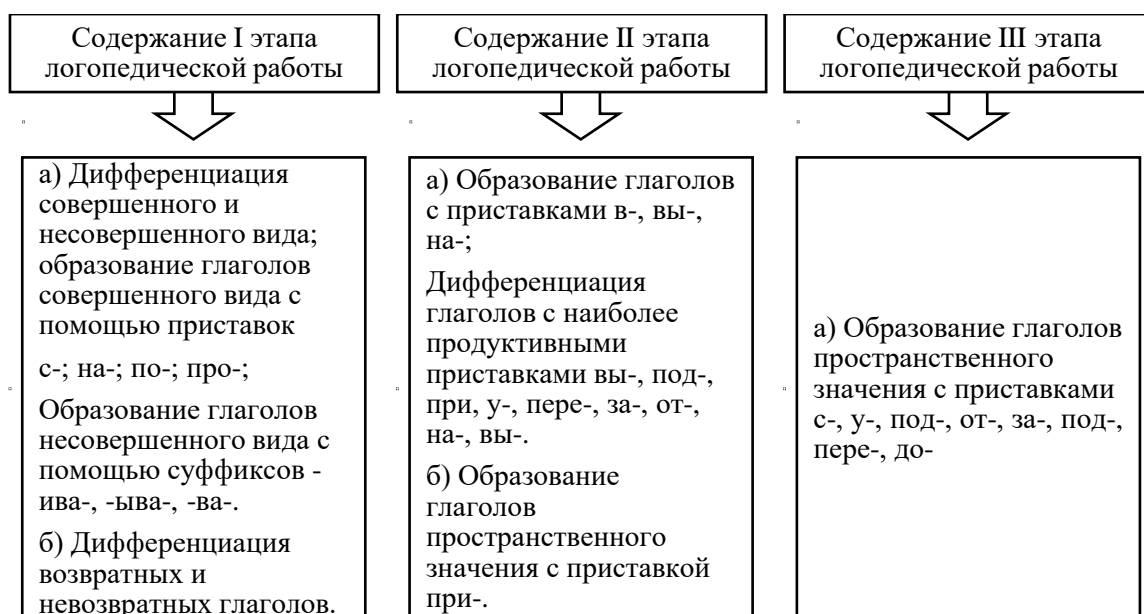 Содержание I этапа
логопедической работы
Содержание II этапа
логопедической работы
Содержание III этапа
логопедической работы
а) Дифференциация
совершенного и
несовершенного вида;
образование глаголов
совершенного вида с
помощью приставок
с-; на-; по-; про-;
Образование глаголов
несовершенного вида с
помощью суффиксов -
ива-, -ыва-, -ва-.
б) Дифференциация
возвратных и
невозвратных глаголов.
а) Образование глаголов
с приставками в-, вы-,
на-;
Дифференциация
глаголов с наиболее
продуктивными
приставками вы-, под-,
при, у-, пере-, за-, от-,
на-, вы-.
б) Образование
глаголов
пространственного
значения с приставкой
при-.
а) Образование глаголов
пространственного
значения с приставками
с-, у-, под-, от-, за-, под-,
пере-, до-